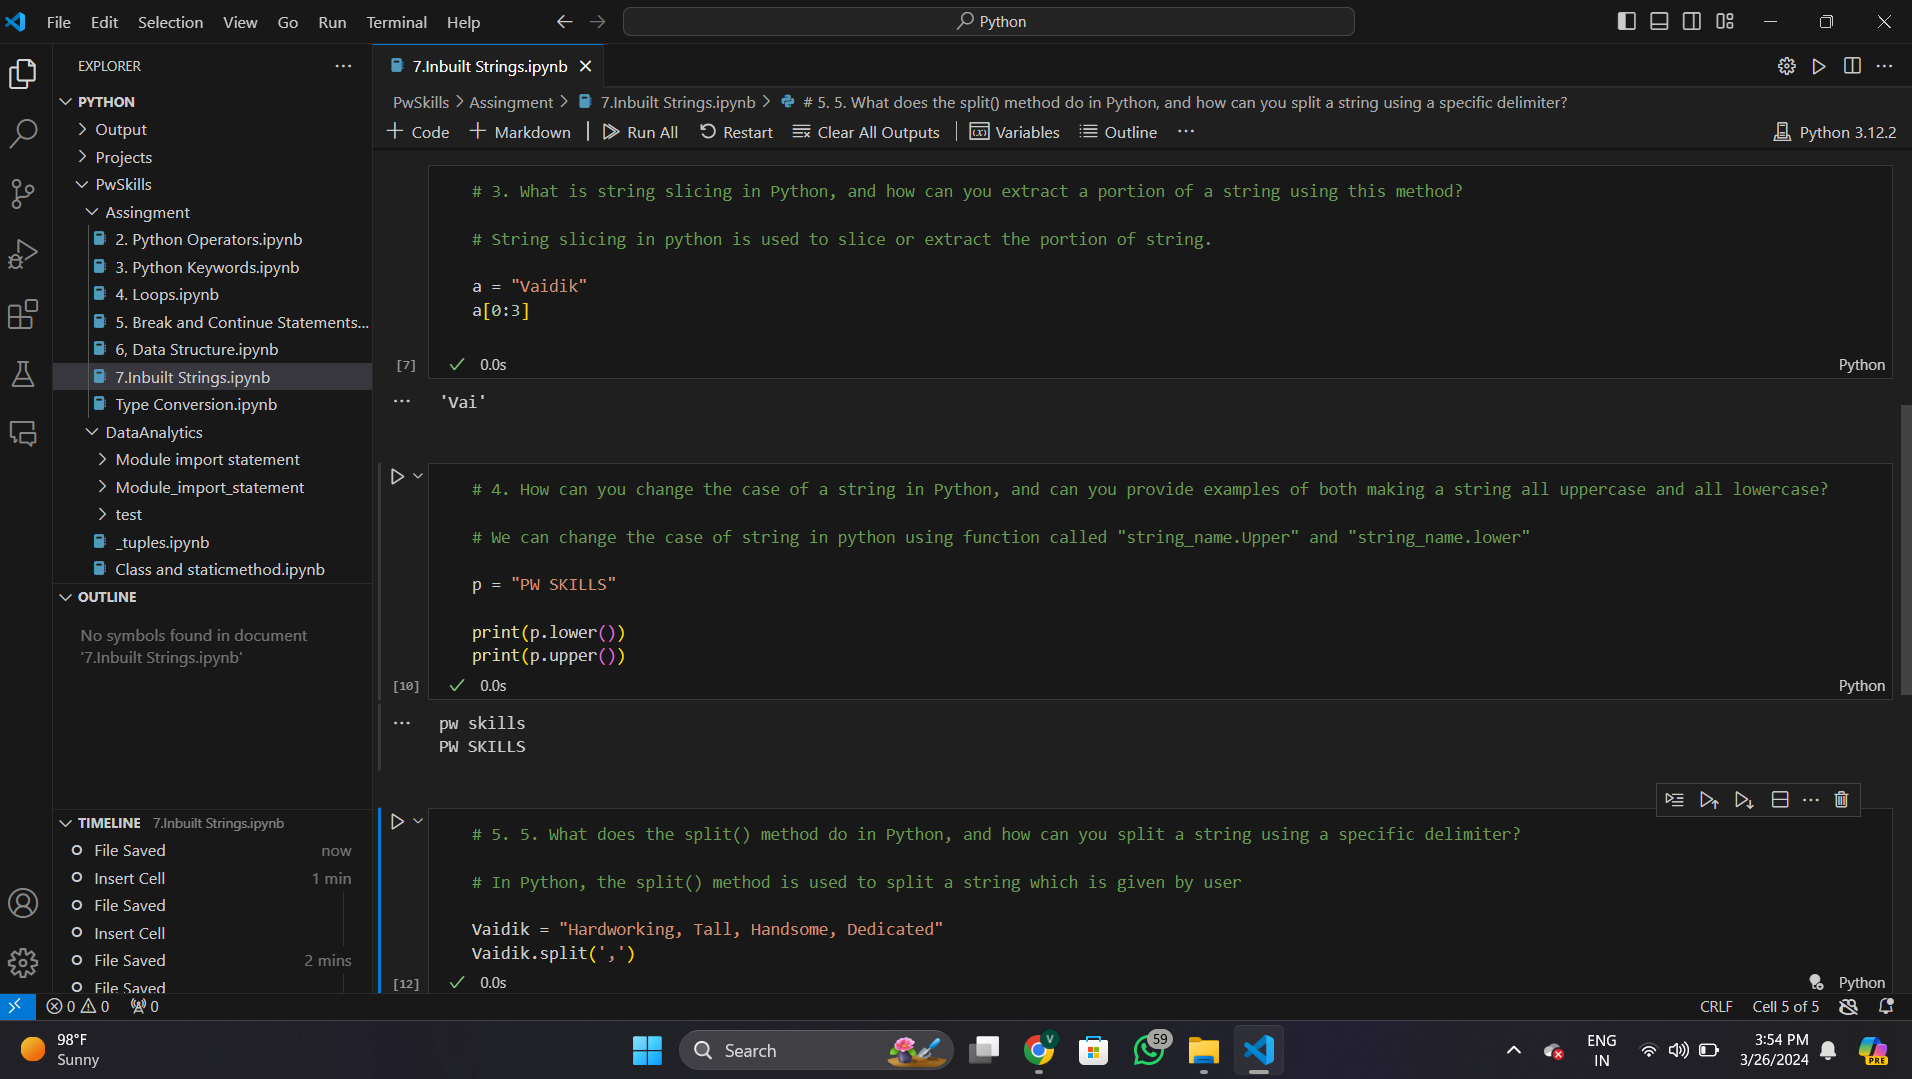 File Edit Selection View Go Run Terminal Help
Python
EXPLORER
PYTHON
Output
Projects
PwSkills
Assingment
2. Python Operators.ipynb
3. Python Keywords.ipynb
4. Loops.ipynb
5. Break and Continue Statements...
6, Data Structure.ipynb
7.Inbuilt Strings.ipynb
Type Conversion.ipynb
DataAnalytics
Module import statement
Module_import_statement
test
_tuples.ipynb
Class and staticmethod.ipynb
OUTLINE
No symbols found in document
'7.Inbuilt Strings.ipynb'
TIMELINE 7.Inbuilt Strings.ipynb
File Saved now
Insert Cell 1 min
File Saved
Insert Cell
File Saved 2 mins
File Saved
7.Inbuilt Strings.ipynb
PwSkills > Assingment > 7.Inbuilt Strings.ipynb > # 5. 5. What does the split() method do in Python, and how can you split a string using a specific delimiter?
+ Code + Markdown | Run All Restart Clear All Outputs | Variables Outline ... Python 3.12.2
# 3. What is string slicing in Python, and how can you extract a portion of a string using this method?
# String slicing in python is used to slice or extract the portion of string.
a = "Vaidik"
a[0:3]
[7] 0.0s Python
... 'Vai'
# 4. How can you change the case of a string in Python, and can you provide examples of both making a string all uppercase and all lowercase?
# We can change the case of string in python using function called "string_name.Upper" and "string_name.lower"
p = "PW SKILLS"
print(p.lower())
print(p.upper())
[10] 0.0s Python
... pw skills
PW SKILLS
# 5. 5. What does the split() method do in Python, and how can you split a string using a specific delimiter?
# In Python, the split() method is used to split a string which is given by user
Vaidik = "Hardworking, Tall, Handsome, Dedicated"
Vaidik.split(',')
[12] 0.0s Python
0 0 0 CRLF Cell 5 of 5
98°F
Sunny
Search
V
59
ENG
IN
3:54 PM
3/26/2024
PRE